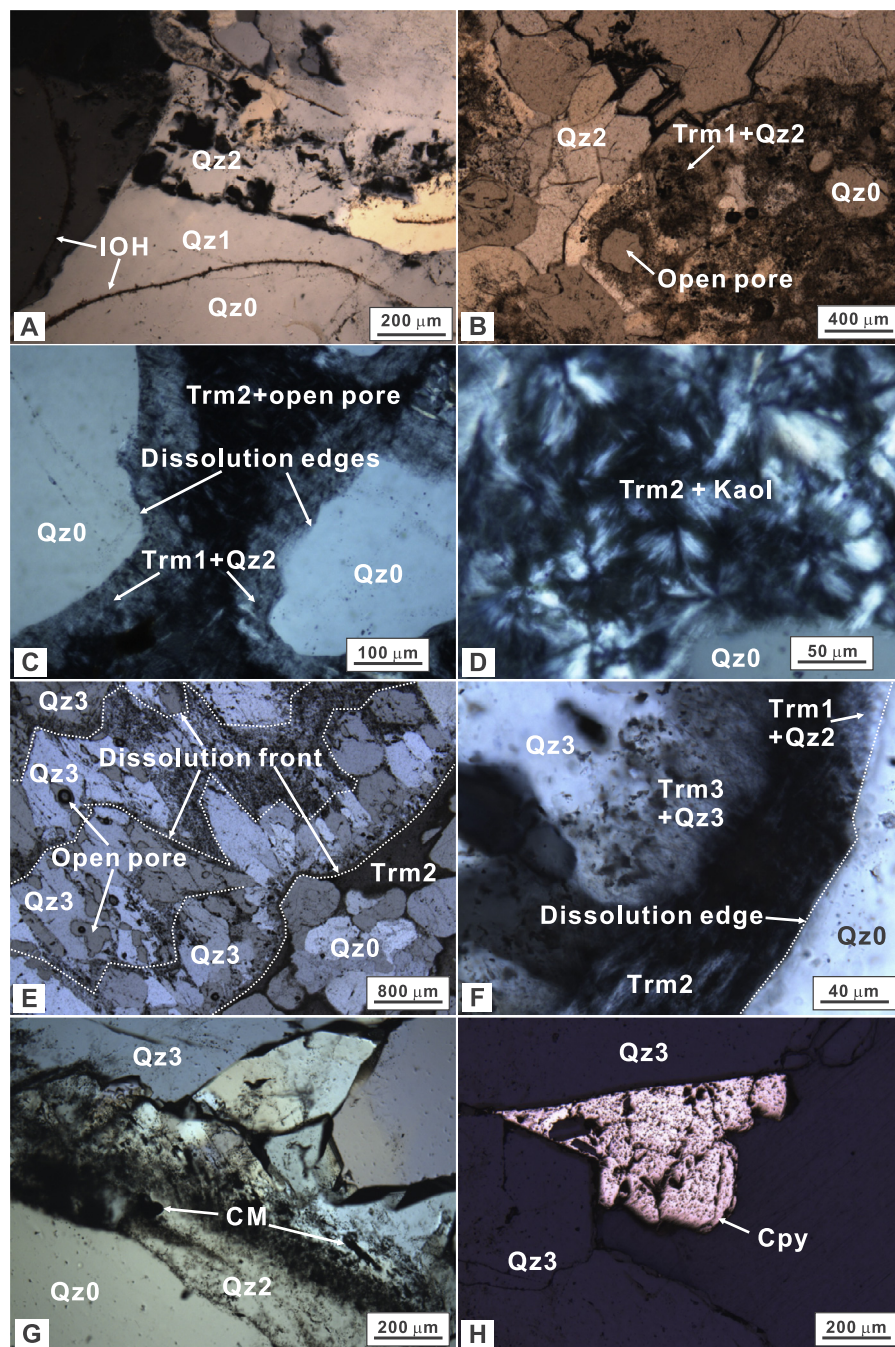 Qz2
Qz1
IOH
Qz0
A
200 μm
Qz2
Trm1+Qz2
Qz0
Open pore
B
400 μm
Trm2+open pore
Dissolution edges
Qz0
Trm1+Qz2
Qz0
C
100 μm
Trm2 + Kaol
D
Qz0
50 μm
Qz3
Dissolution front
Qz3
Open pore
Trm2
Qz3
Qz3
Qz0
E
800 μm
Trm1
+Qz2
Qz3
Trm3
+Qz3
Dissolution edge
Qz0
Trm2
F
40 μm
Qz3
CM
Qz0
Qz2
G
200 μm
Qz3
Cpy
Qz3
H
200 μm